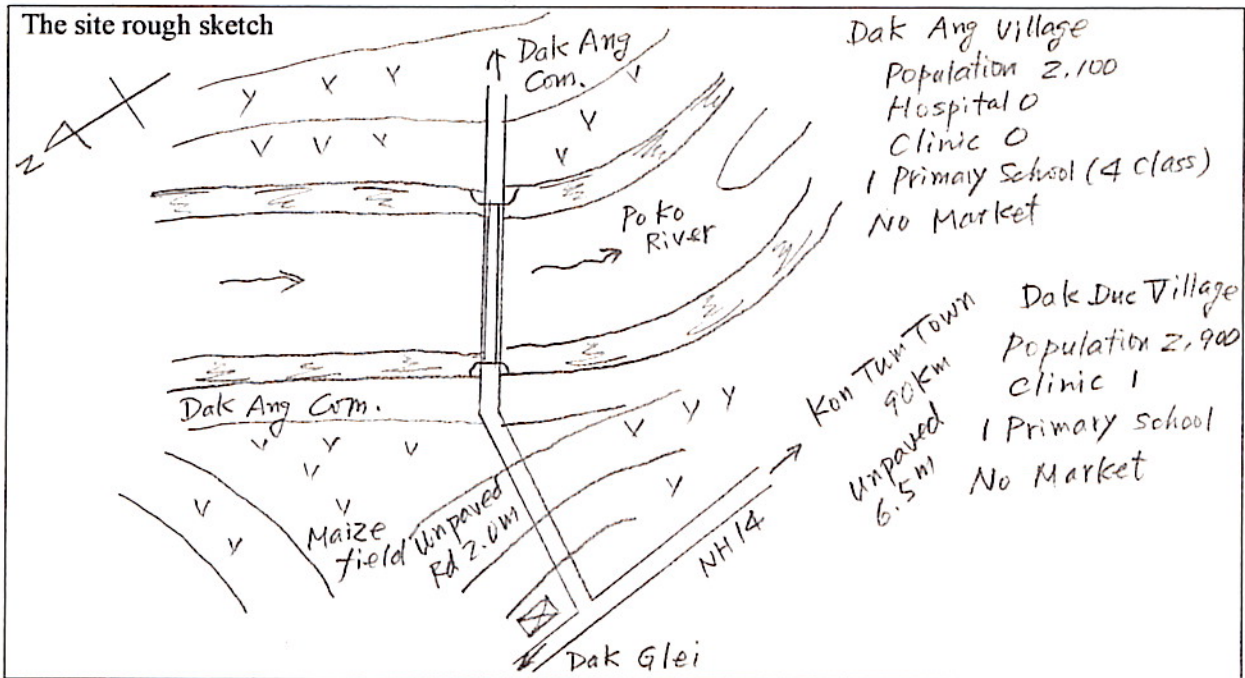 The site rough sketch
Dak Ang
Com.
N
Poko
River
Dak Ang Com.
Maize
field
Unpaved
Rd 2.0m
NH14
Dak Glei
Kon Tum Town
90km
Unpaved
6.5m
Dak Ang Village
Population 2,100
Hospital 0
Clinic 0
1 Primary School (4 Class)
No Market
Dak Duc Village
Population 2,900
Clinic 1
1 Primary School
No Market